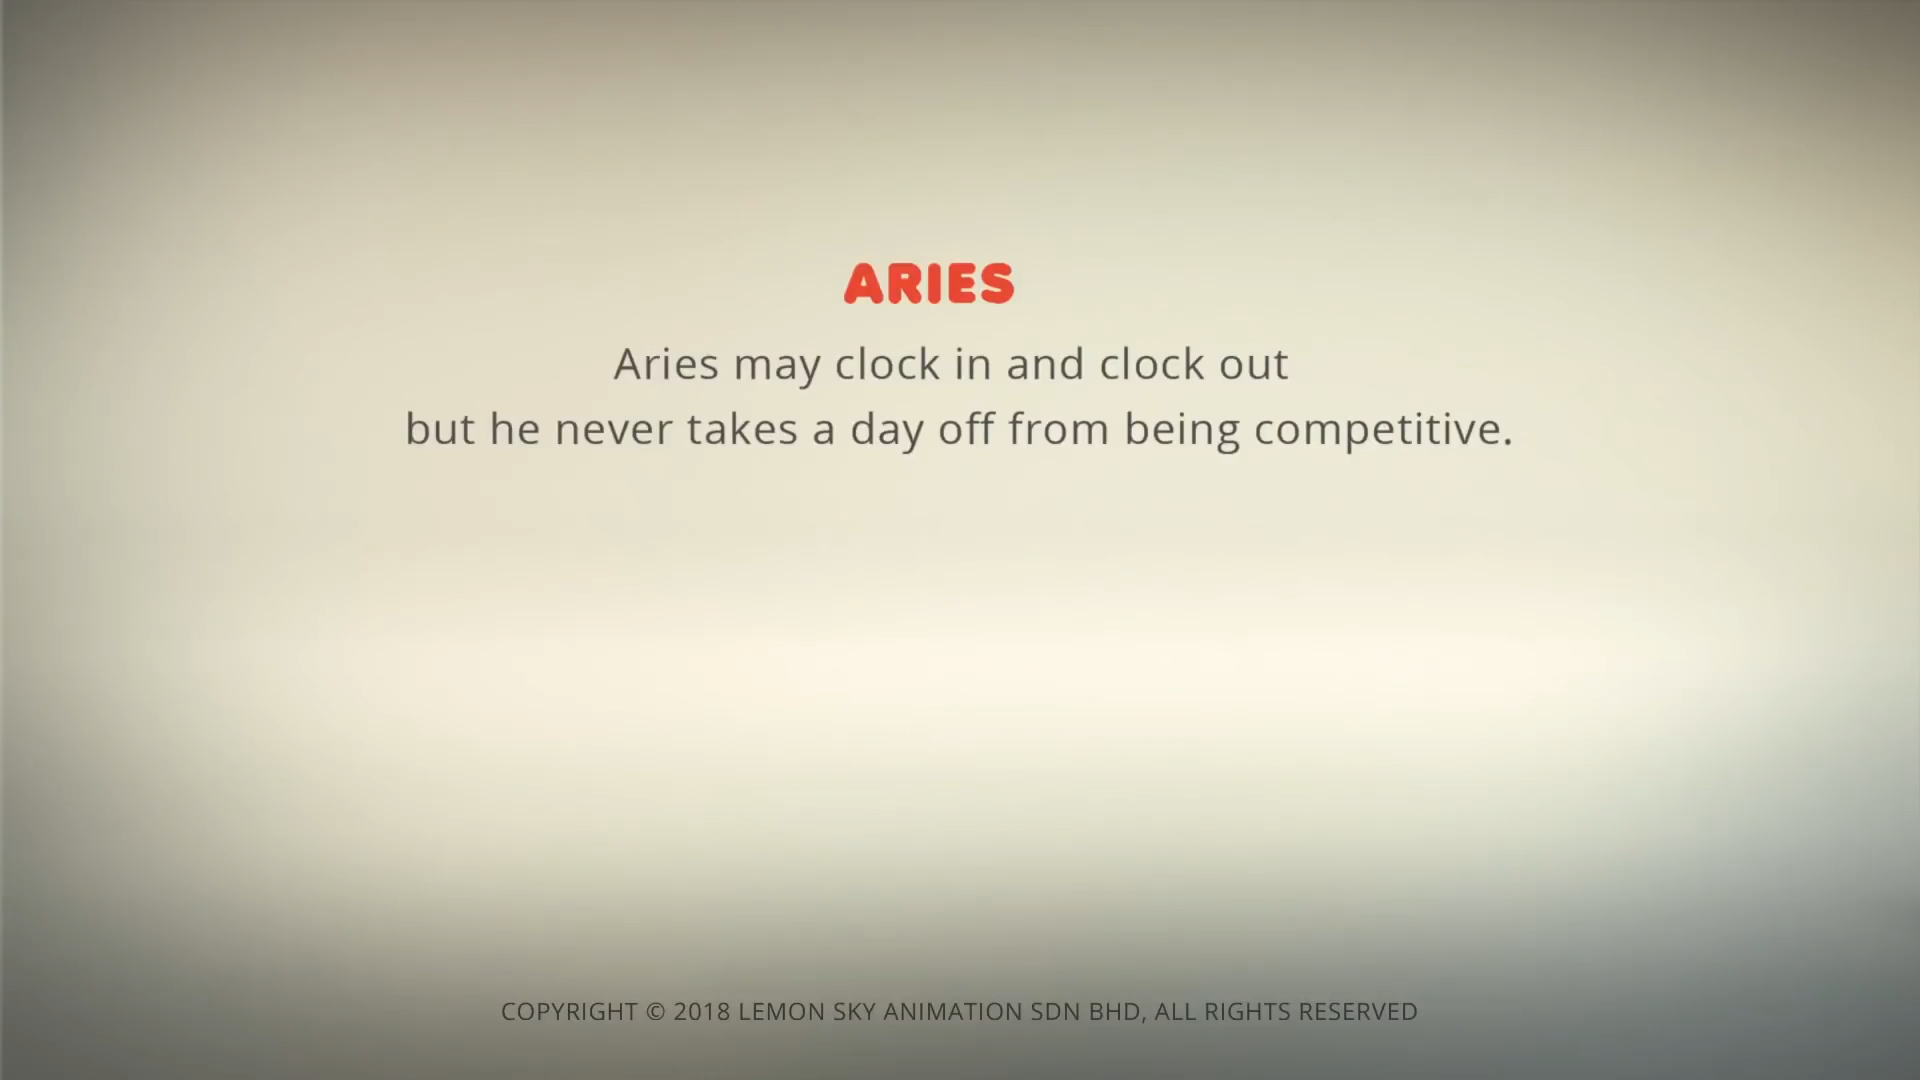 ARIES
Aries may clock in and clock out
but he never takes a day off from being competitive.
COPYRIGHT © 2018 LEMON SKY ANIMATION SDN BHD, ALL RIGHTS RESERVED